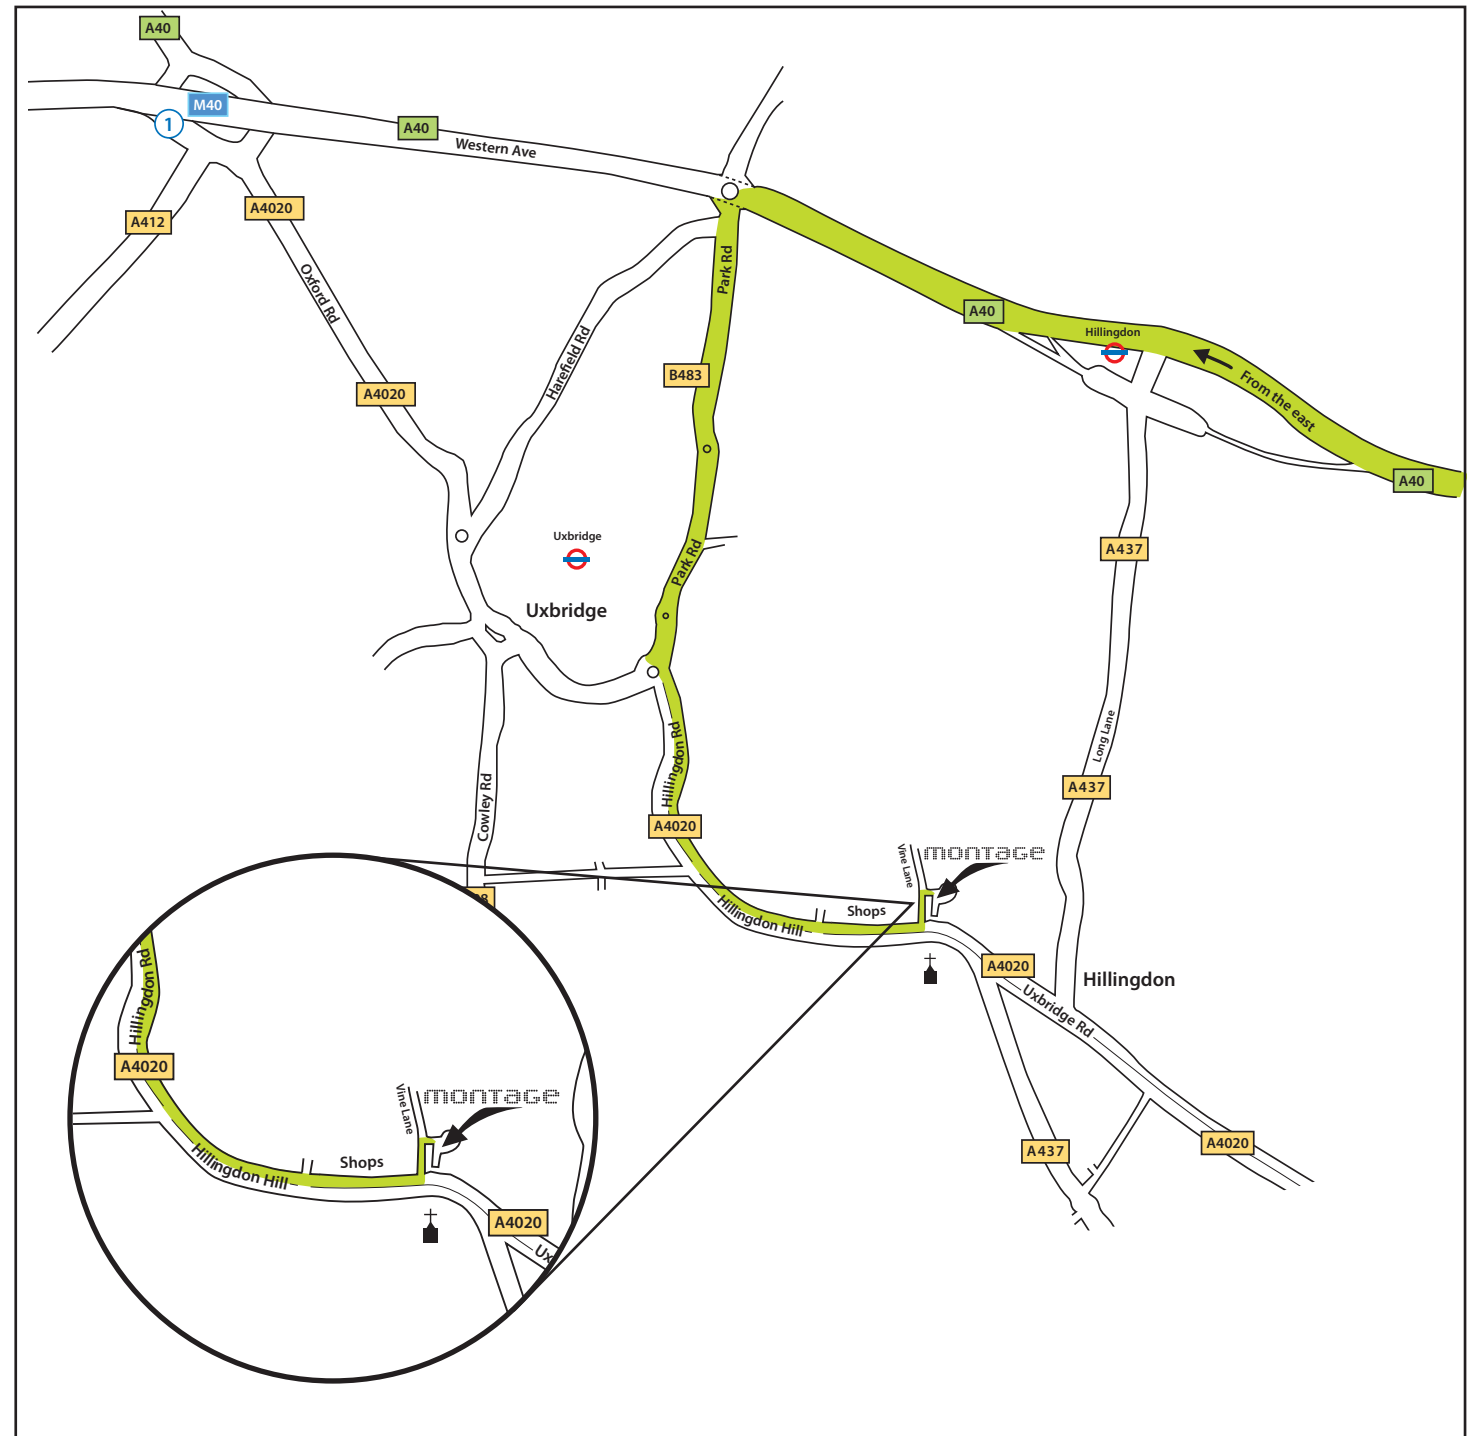 A40
M40
1
A40
Western Ave
A412
A4020
Oxford Rd
Park Rd
A40
Hillingdon
From the east
Harefield Rd
B483
A4020
A40
Uxbridge
A437
Park Rd
Uxbridge
Long Lane
Hillingdon Rd
A437
Cowley Rd
A4020
Vine Lane
montage
Shops
Hillingdon Hill
A4020
Hillingdon
Uxbridge Rd
A437
A4020
Hillingdon Rd
A4020
Vine Lane
montage
Shops
Hillingdon Hill
A4020
Ux